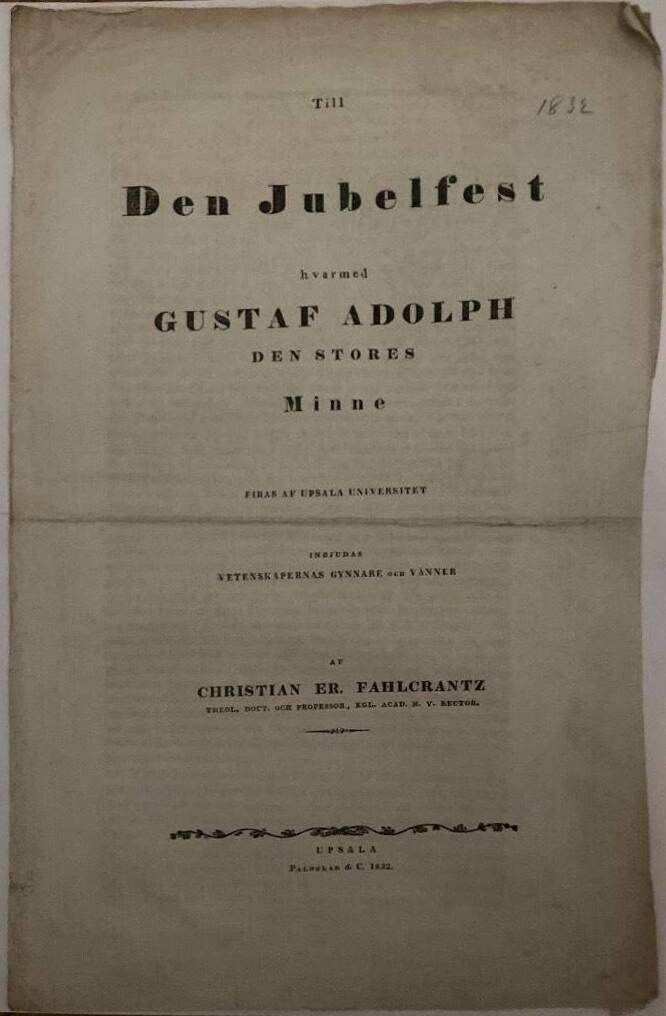 Till
1832
Den Jubelfest
hvarmed
GUSTAF ADOLPH
DEN STORES
Minne
FIRAS AF UPSALA UNIVERSITET
INBJUDAS
VETENSKAPERNAS GYNNARE OCH VÄNNER
AF
CHRISTIAN ER. FAHLCRANTZ
THEOL. DOCT. OCH PROFESSOR, KGL. ACAD. N. V. RECTOR.
UPSALA
PALMBLAD & C. 1832.